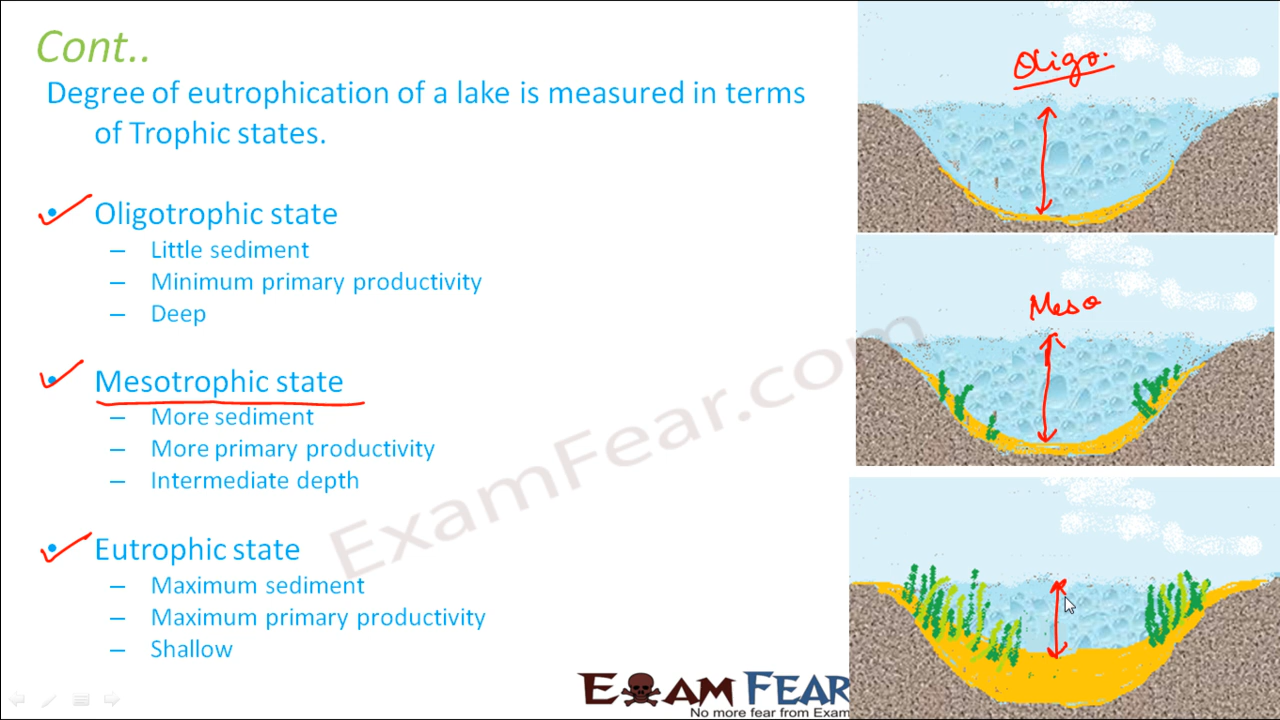 Cont..
Degree of eutrophication of a lake is measured in terms
of Trophic states.
• Oligotrophic state
– Little sediment
– Minimum primary productivity
– Deep
• Mesotrophic state
– More sediment
– More primary productivity
– Intermediate depth
• Eutrophic state
– Maximum sediment
– Maximum primary productivity
– Shallow
Oligo.
Meso
ExamFear.com
EXAM FEAR
No more fear from Exam